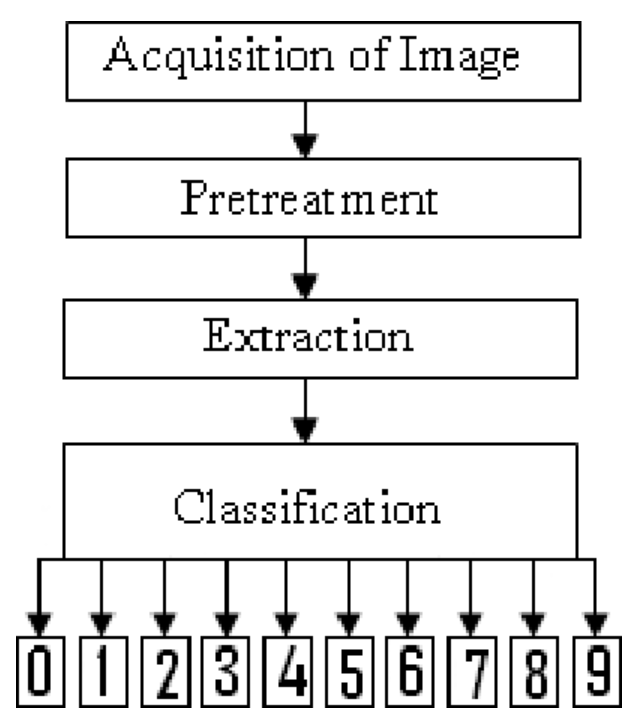 Acquisition of Image
Pretreatment
Extraction
Classification
0 1 2 3 4 5 6 7 8 9